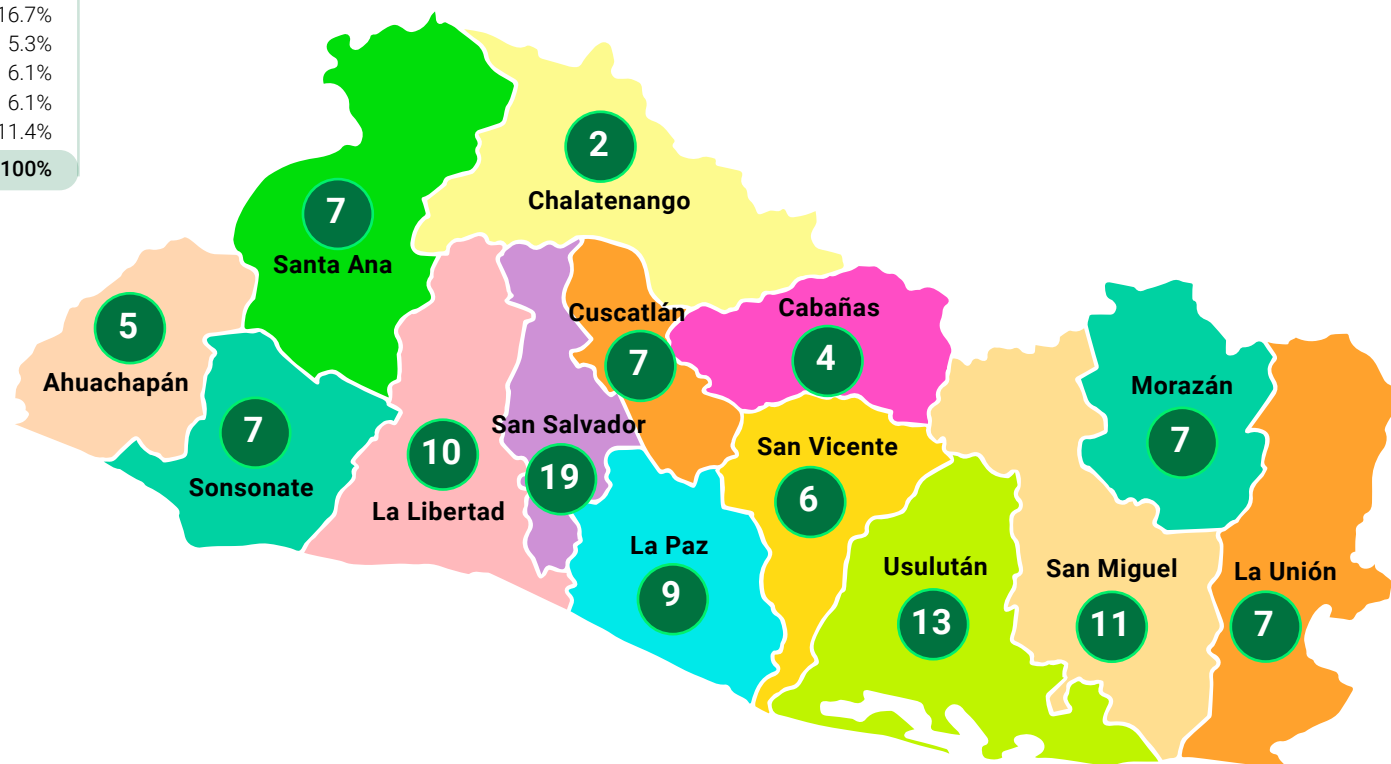 16.7%
5.3%
6.1%
6.1%
11.4%
100%
2
Chalatenango
7
Santa Ana
5
Ahuachapán
Cuscatlán
7
Cabañas
4
Morazán
7
7
Sonsonate
10
La Libertad
San Salvador
19
San Vicente
6
La Paz
9
Usulután
13
San Miguel
11
La Unión
7